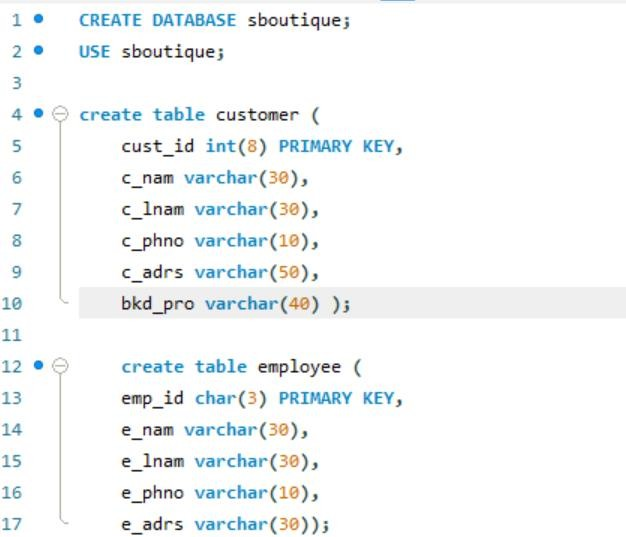 1 CREATE DATABASE sboutique;
2 USE sboutique;
3
4 create table customer (
5 cust_id int(8) PRIMARY KEY,
6 c_nam varchar(30),
7 c_lnam varchar(30),
8 c_phno varchar(10),
9 c_adrs varchar(50),
10 bkd_pro varchar(40) );
11
12 create table employee (
13 emp_id char(3) PRIMARY KEY,
14 e_nam varchar(30),
15 e_lnam varchar(30),
16 e_phno varchar(10),
17 e_adrs varchar(30));